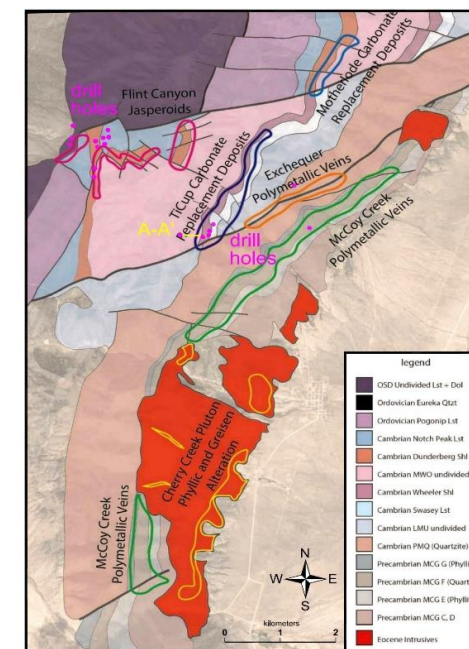 drill
holes
Flint Canyon
Jasperoids
Motherlode Carbonate
Replacement Deposits
TiCup Carbonate
Replacement Deposits
Exchequer
Polymetallic Veins
A-A'
drill
holes
McCoy Creek
Polymetallic Veins
Cherry Creek Pluton
Phyllic and Greisen
Alteration
McCoy Creek
Polymetallic Veins
N
W E
S
kilometers
0 2
legend
OSD Undivided Lst + Dol
Ordovician Eureka Qtzt
Ordovician Pogonip Lst
Cambrian Notch Peak Lst
Cambrian Dunderberg Shl
Cambrian MWO undivided
Cambrian Wheeler Shl
Cambrian Swasey Lst
Cambrian LMU undivided
Cambrian PMQ (Quartzite)
Precambrian MCG G (Phylli
Precambrian MCG F (Quart
Precambrian MCG E (Phylli
Precambrian MCG C, D
Eocene Intrusives